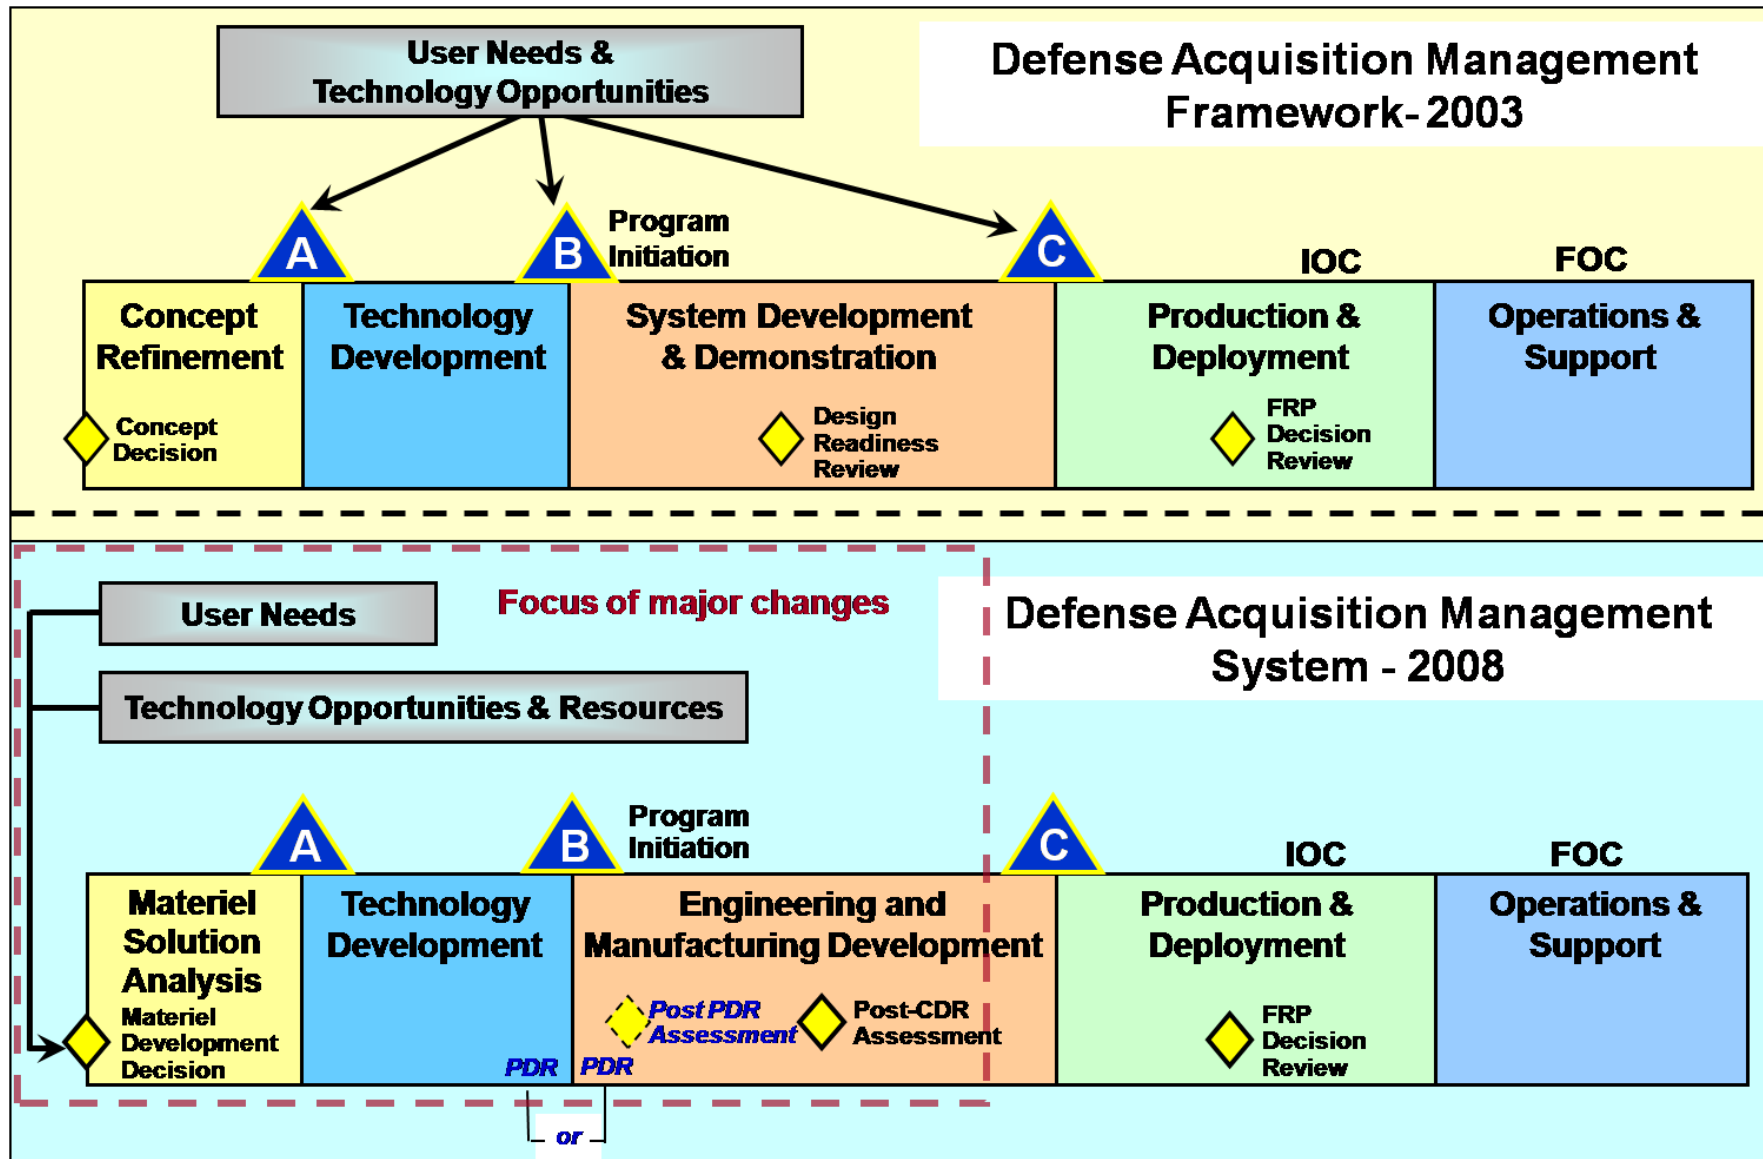 User Needs &
Technology Opportunities
Defense Acquisition Management
Framework- 2003
A
B
Program
Initiation
C
IOC
FOC
Concept
Refinement
Technology
Development
System Development
& Demonstration
Production &
Deployment
Operations &
Support
Concept
Decision
Design
Readiness
Review
FRP
Decision
Review
Focus of major changes
User Needs
Technology Opportunities & Resources
Defense Acquisition Management
System - 2008
A
B
Program
Initiation
C
IOC
FOC
Materiel
Solution
Analysis
Technology
Development
Engineering and
Manufacturing Development
Production &
Deployment
Operations &
Support
Materiel
Development
Decision
PDR
PDR
Post PDR
Assessment
Post-CDR
Assessment
FRP
Decision
Review
or